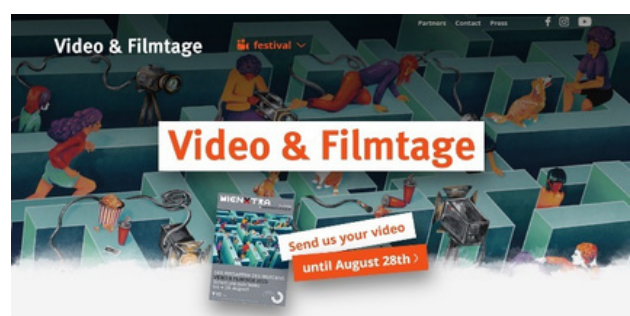 Partners Contact Press
Video & Filmtage
festival
Video & Filmtage
WIENXTRA
Send us your video
until August 28th >